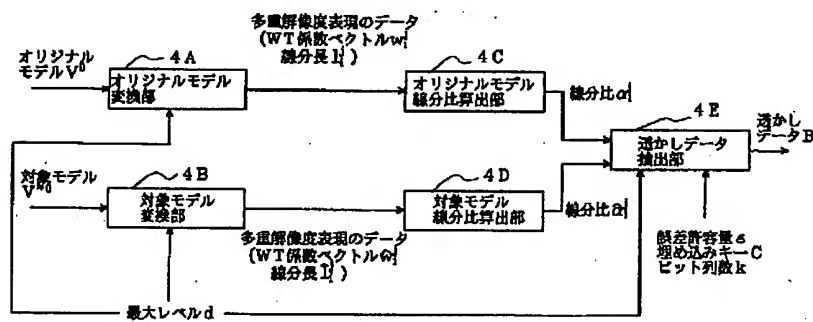 多重解像度表現のデータ
（WT係数ベクトルw
線分長l ）
オリジナル
モデルV⁰
4A
オリジナルモデル
変換部
4C
オリジナルモデル
線分比算出部
線分比α
4E
透かしデータ
抽出部
透かし
データB
対象モデル
4B
対象モデル
変換部
4D
対象モデル
線分比算出部
線分比
多重解像度表現のデータ
（WT係数ベクトル
線分長 ）
誤差許容量ε
埋め込みキーC
ビット列数k
最大レベルd